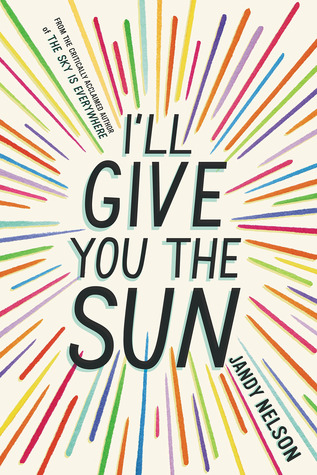 FROM THE CRITICALLY ACCLAIMED AUTHOR
of THE SKY IS EVERYWHERE
I'LL
GIVE
YOU THE
SUN
JANDY NELSON